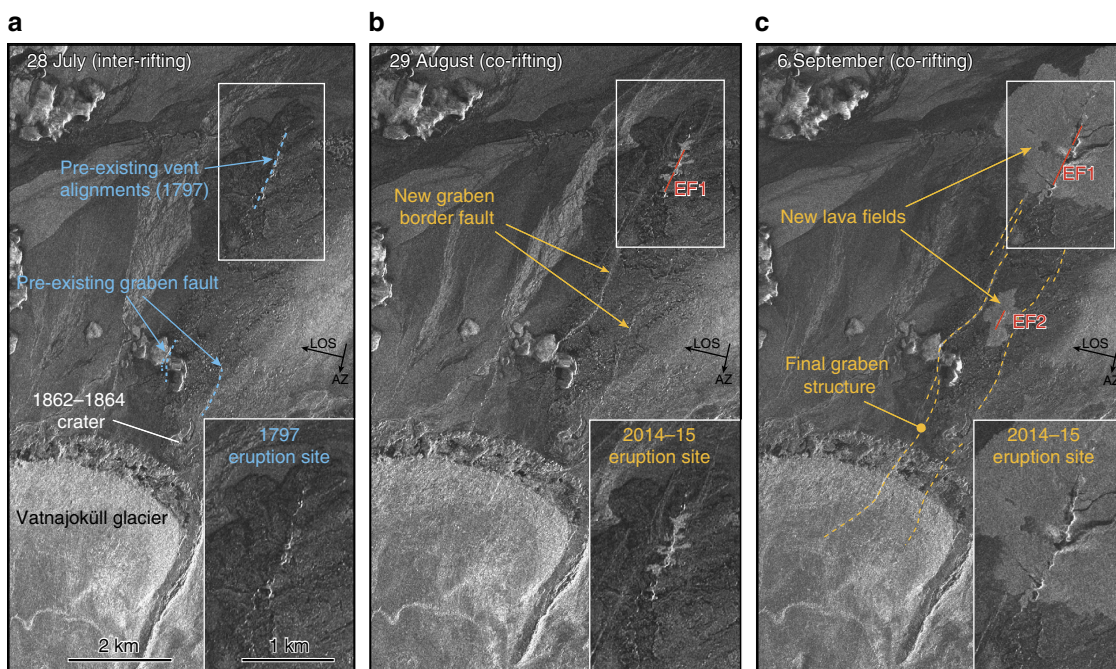 a
28 July (inter-rifting)
Pre-existing vent
alignments (1797)
Pre-existing graben fault
LOS
AZ
1862–1864
crater
1797
eruption site
Vatnajoküll glacier
2 km
1 km
b
29 August (co-rifting)
EF1
New graben
border fault
LOS
AZ
2014–15
eruption site
c
6 September (co-rifting)
EF1
New lava fields
EF2
LOS
AZ
Final graben
structure
2014–15
eruption site